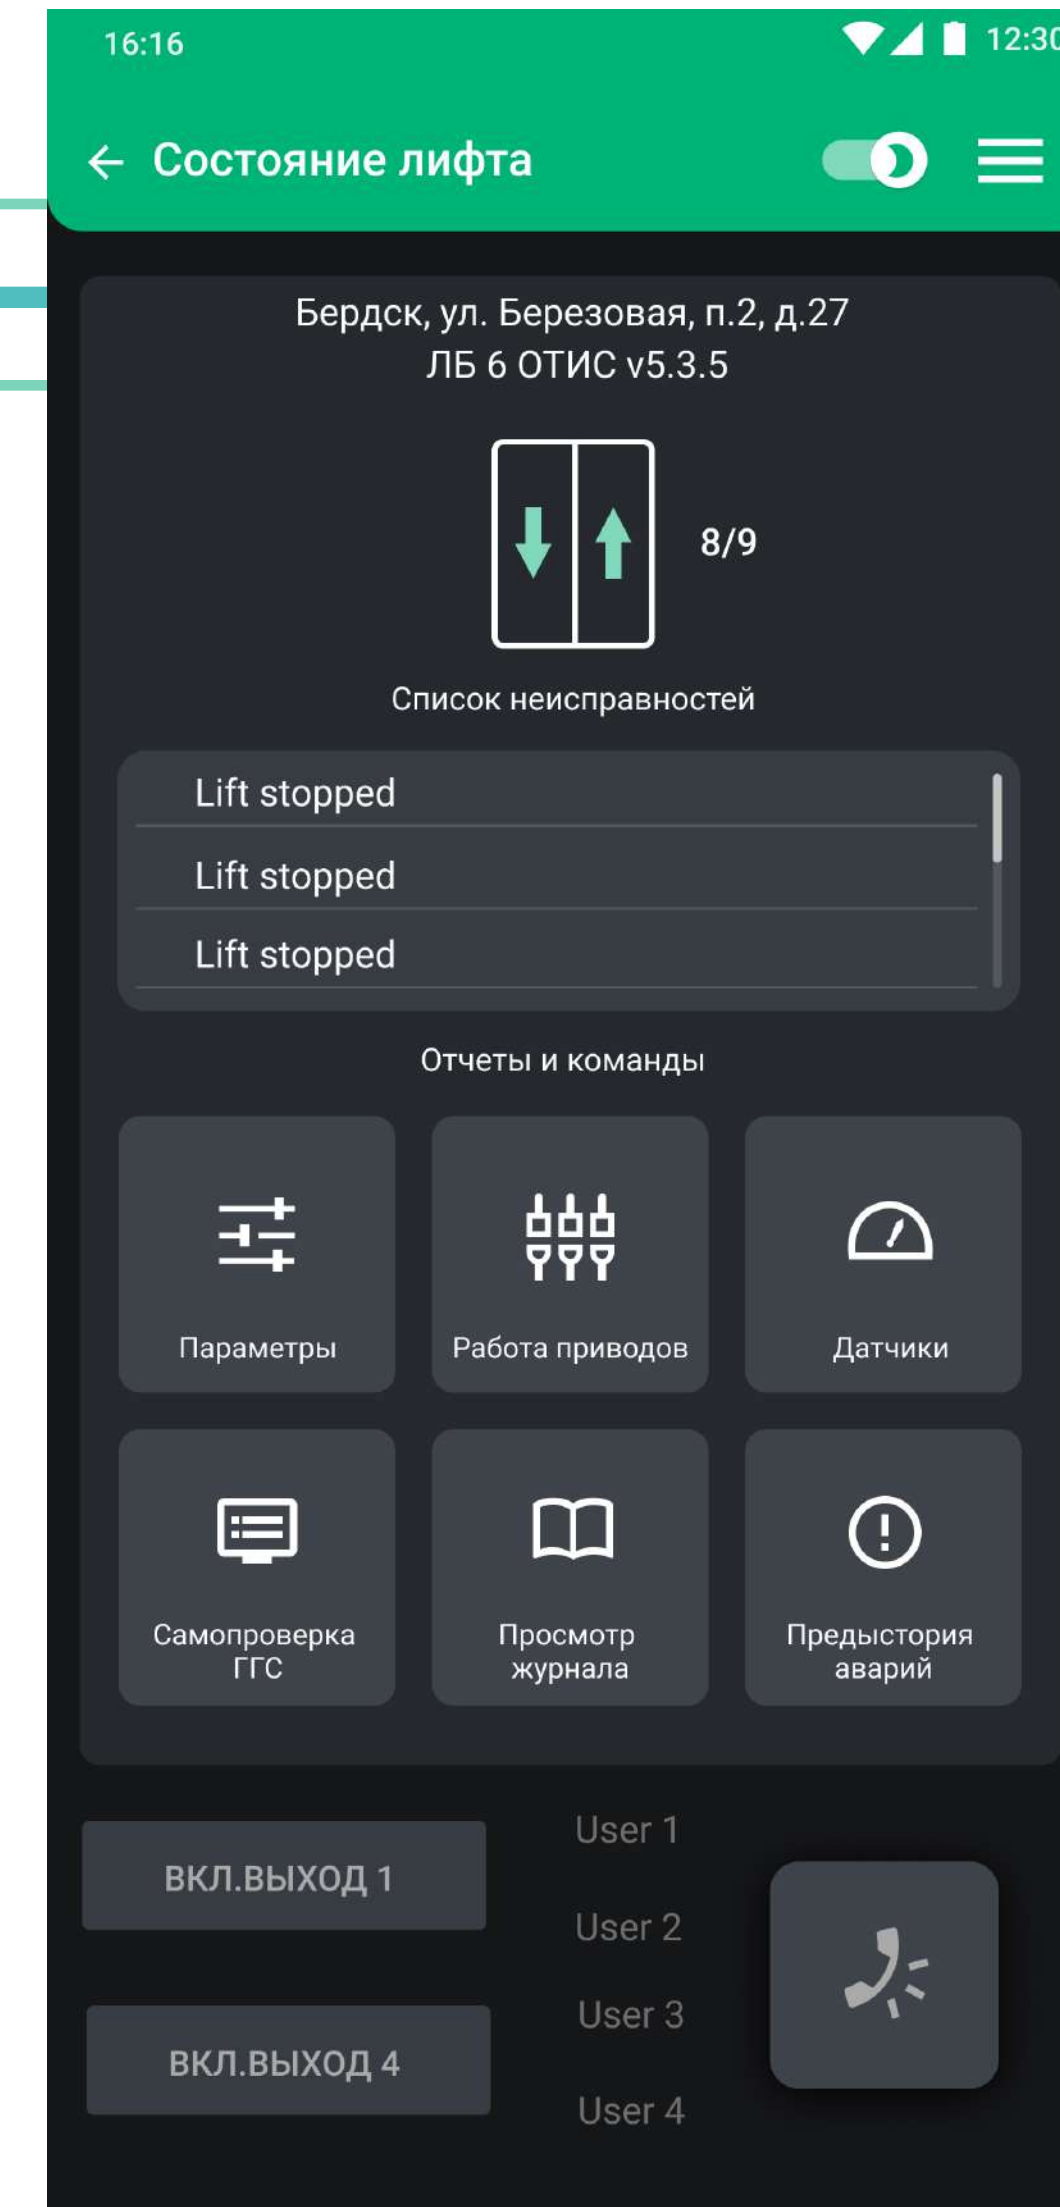 16:16
12:30
Состояние лифта
Бердск, ул. Березовая, п.2, д.27
ЛБ 6 ОТИС v5.3.5
8/9
Список неисправностей
Lift stopped
Lift stopped
Lift stopped
Отчеты и команды
Параметры
Работа приводов
Датчики
Самопроверка
ГГС
Просмотр
журнала
Предыстория
аварий
ВКЛ.ВЫХОД 1
ВКЛ.ВЫХОД 4
User 1
User 2
User 3
User 4